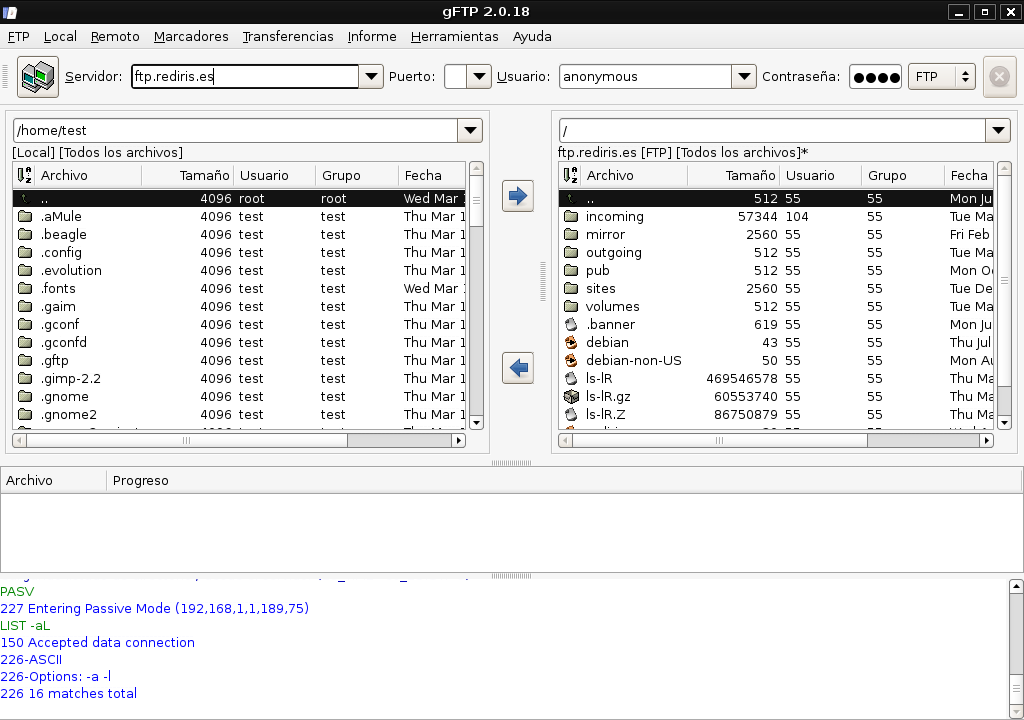 gFTP 2.0.18
FTP Local Remoto Marcadores Transferencias Informe Herramientas Ayuda
Servidor: ftp.rediris.es Puerto: Usuario: anonymous Contraseña: ●●●● FTP
/home/test
[Local] [Todos los archivos]
Archivo Tamaño Usuario Grupo Fecha
.. 4096 root root Wed Mar
.aMule 4096 test test Thu Mar 1
.beagle 4096 test test Thu Mar 1
.config 4096 test test Thu Mar 1
.evolution 4096 test test Thu Mar 1
.fonts 4096 test test Wed Mar
.gaim 4096 test test Thu Mar 1
.gconf 4096 test test Thu Mar 1
.gconfd 4096 test test Thu Mar 1
.gftp 4096 test test Thu Mar 1
.gimp-2.2 4096 test test Thu Mar 1
.gnome 4096 test test Thu Mar 1
.gnome2 4096 test test Thu Mar 1
/
ftp.rediris.es [FTP] [Todos los archivos]*
Archivo Tamaño Usuario Grupo Fecha
.. 512 55 55 Mon Ju
incoming 57344 104 55 Tue Ma
mirror 2560 55 55 Fri Feb
outgoing 512 55 55 Tue Ma
pub 512 55 55 Mon Oc
sites 2560 55 55 Tue De
volumes 512 55 55 Tue Ma
.banner 619 55 55 Mon Ju
debian 43 55 55 Thu Jul
debian-non-US 50 55 55 Mon Au
ls-lR 469546578 55 55 Thu Ma
ls-lR.gz 60553740 55 55 Thu Ma
ls-lR.Z 86750879 55 55 Thu Ma
Archivo Progreso
PASV
227 Entering Passive Mode (192,168,1,1,189,75)
LIST -aL
150 Accepted data connection
226-ASCII
226-Options: -a -l
226 16 matches total